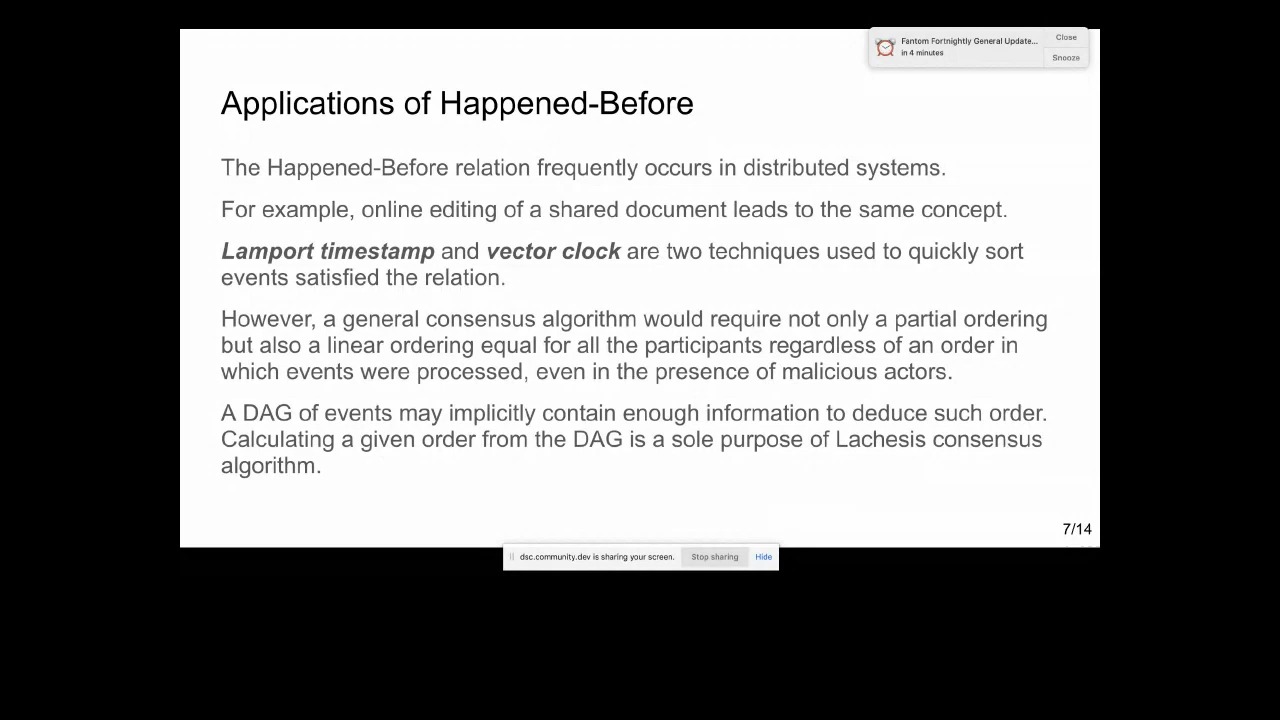 Fantom Fortnightly General Update...
in 4 minutes
Close
Snooze
Applications of Happened-Before
The Happened-Before relation frequently occurs in distributed systems.
For example, online editing of a shared document leads to the same concept.
Lamport timestamp and vector clock are two techniques used to quickly sort
events satisfied the relation.
However, a general consensus algorithm would require not only a partial ordering
but also a linear ordering equal for all the participants regardless of an order in
which events were processed, even in the presence of malicious actors.
A DAG of events may implicitly contain enough information to deduce such order.
Calculating a given order from the DAG is a sole purpose of Lachesis consensus
algorithm.
7/14
dsc.community.dev is sharing your screen. Stop sharing Hide